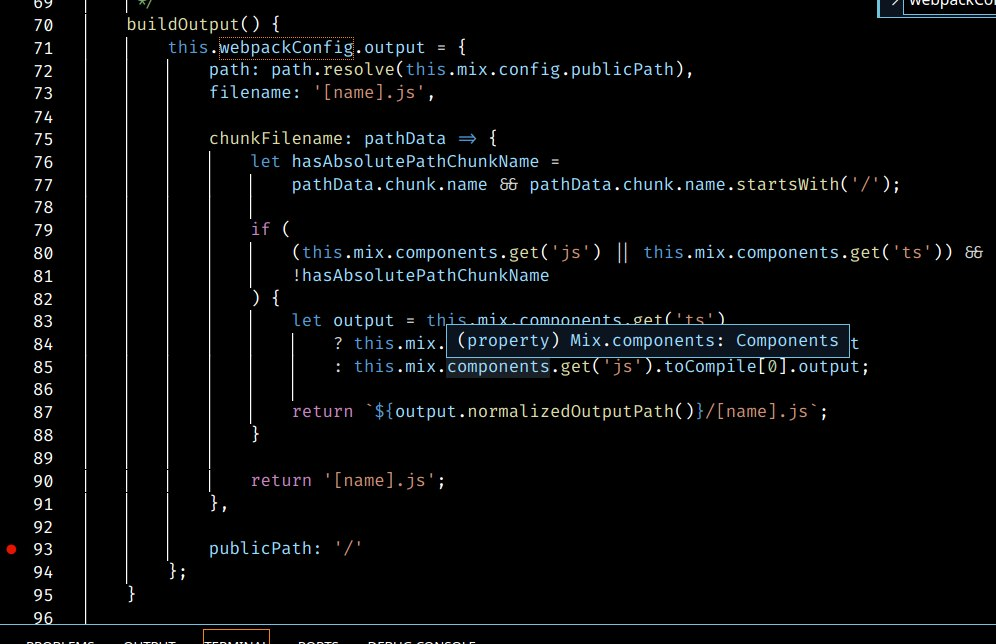 69 */
70 buildOutput() {
71 this.webpackConfig.output = {
72 path: path.resolve(this.mix.config.publicPath),
73 filename: '[name].js',
74
75 chunkFilename: pathData => {
76 let hasAbsolutePathChunkName =
77 pathData.chunk.name && pathData.chunk.name.startsWith('/');
78
79 if (
80 (this.mix.components.get('js') || this.mix.components.get('ts')) &&
81 !hasAbsolutePathChunkName
82 ) {
83 let output = this.mix.components.get('ts')
84 ? this.mix. t
(property) Mix.components: Components
85 : this.mix.components.get('js').toCompile[0].output;
86
87 return `${output.normalizedOutputPath()}/[name].js`;
88 }
89
90 return '[name].js';
91 },
92
93 publicPath: '/'
94 };
95 }
96
PROBLEMS OUTPUT TERMINAL PORTS DEBUG CONSOLE